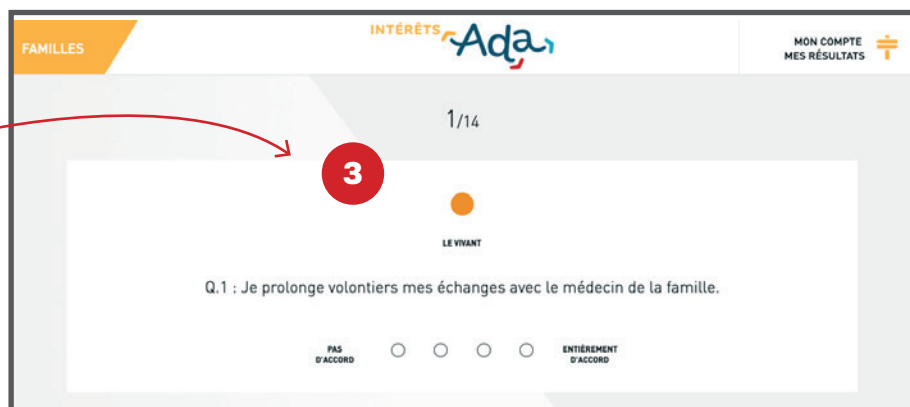 FAMILLES
INTÉRÊTS
Ada
MON COMPTE
MES RÉSULTATS
1/14
3
LE VIVANT
Q.1 : Je prolonge volontiers mes échanges avec le médecin de la famille.
PAS
D'ACCORD
ENTIÈREMENT
D'ACCORD